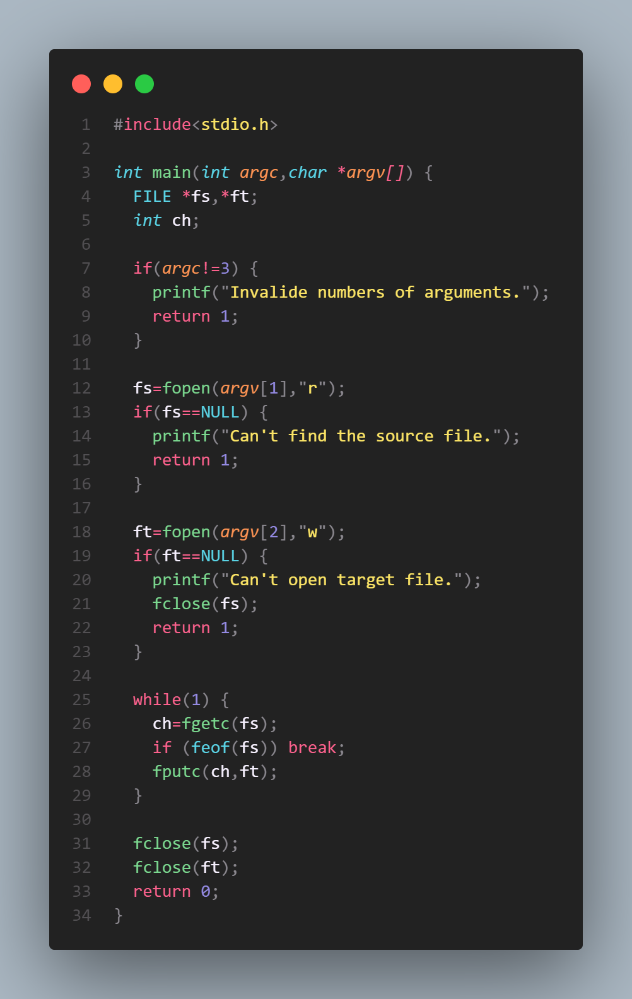 1 #include<stdio.h>
2
3 int main(int argc,char *argv[]) {
4   FILE *fs,*ft;
5   int ch;
6
7   if(argc!=3) {
8     printf("Invalide numbers of arguments.");
9     return 1;
10   }
11
12   fs=fopen(argv[1],"r");
13   if(fs==NULL) {
14     printf("Can't find the source file.");
15     return 1;
16   }
17
18   ft=fopen(argv[2],"w");
19   if(ft==NULL) {
20     printf("Can't open target file.");
21     fclose(fs);
22     return 1;
23   }
24
25   while(1) {
26     ch=fgetc(fs);
27     if (feof(fs)) break;
28     fputc(ch,ft);
29   }
30
31   fclose(fs);
32   fclose(ft);
33   return 0;
34 }